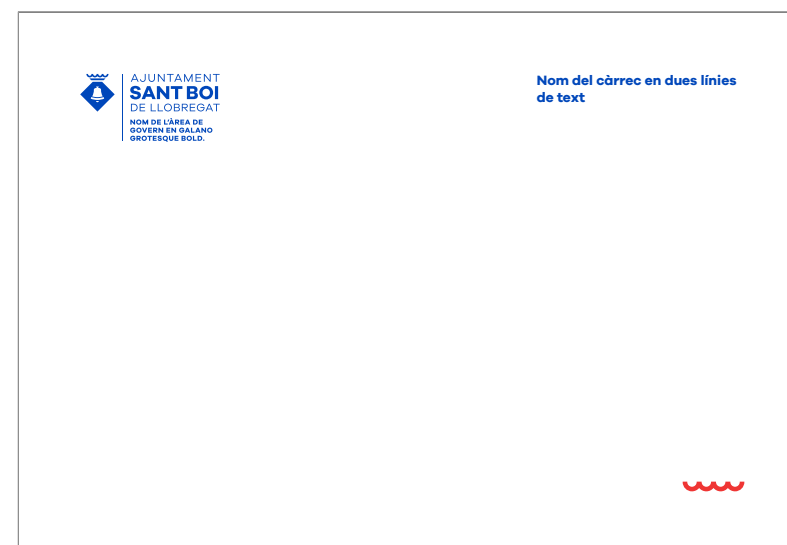 AJUNTAMENT
SANT BOI
DE LLOBREGAT
NOM DE L'ÀREA DE
GOVERN EN GALANO
GROTESQUE BOLD.
Nom del càrrec en dues línies
de text